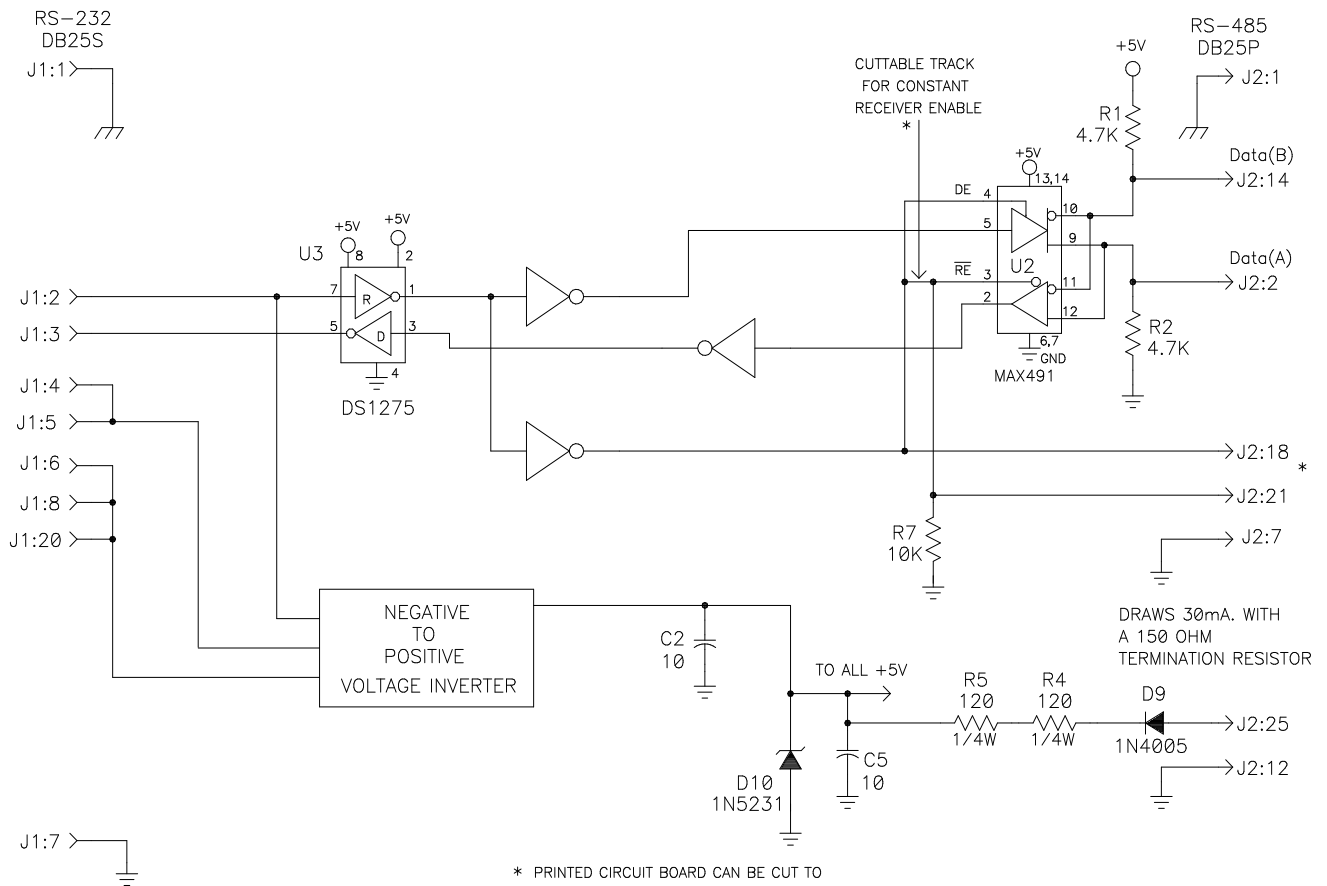 RS-232
DB25S
J1:1
RS-485
DB25P
+5V
J2:1
CUTTABLE TRACK
FOR CONSTANT
RECEIVER ENABLE
*
R1
4.7K
Data(B)
J2:14
+5V
13,14
DE
4
10
5
9
U2
RE
3
11
2
12
6,7
GND
MAX491
Data(A)
J2:2
R2
4.7K
U3
+5V
8
+5V
2
J1:2
7
R
1
J1:3
5
D
3
4
DS1275
J1:4
J1:5
J1:6
J1:8
J1:20
J2:18
*
J2:21
R7
10K
J2:7
NEGATIVE
TO
POSITIVE
VOLTAGE INVERTER
C2
10
DRAWS 30mA. WITH
A 150 OHM
TERMINATION RESISTOR
TO ALL +5V
R5
120
1/4W
R4
120
1/4W
D9
1N4005
J2:25
D10
1N5231
C5
10
J2:12
J1:7
* PRINTED CIRCUIT BOARD CAN BE CUT TO